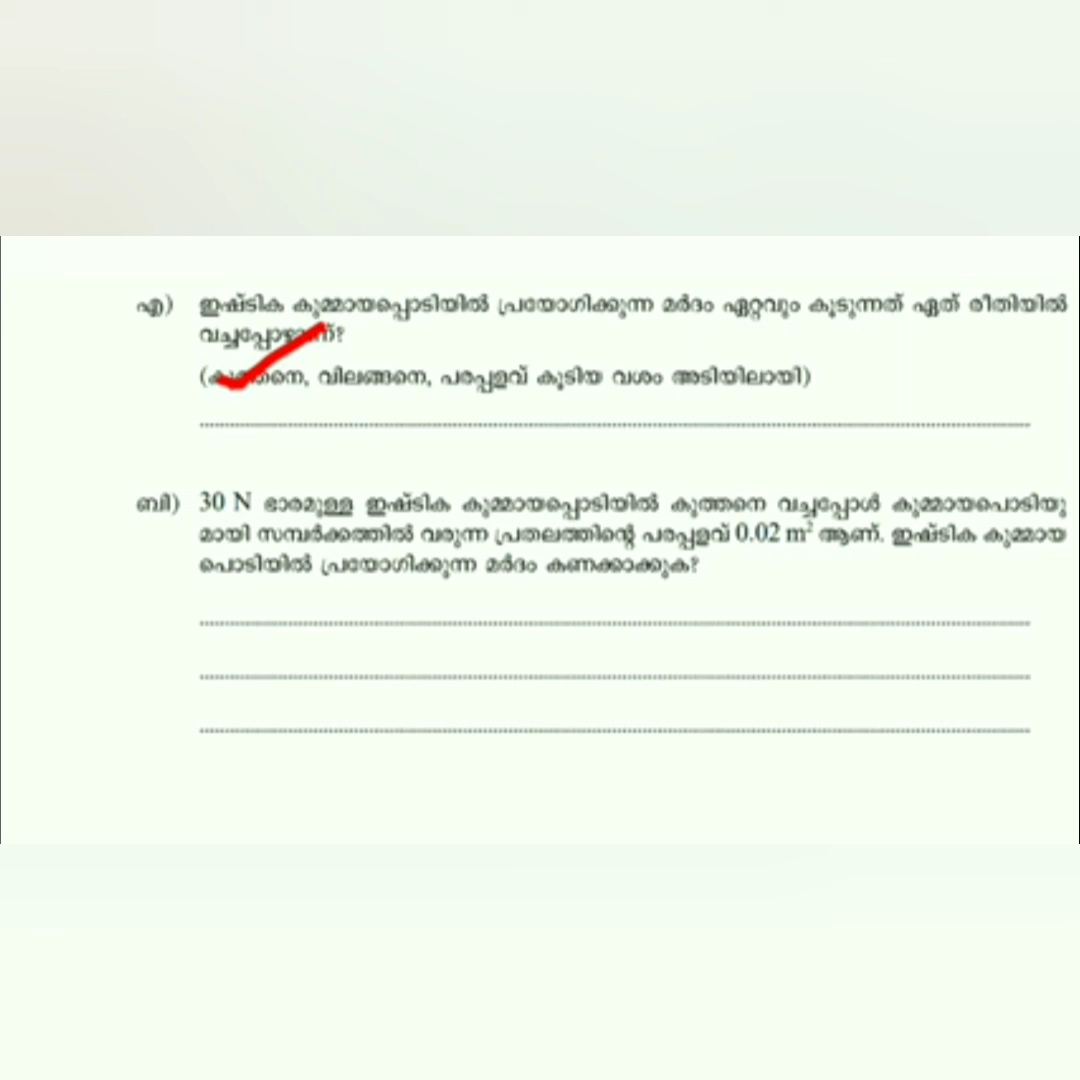 എ) ഇഷ്ടിക കുമ്മായപ്പൊടിയിൽ പ്രയോഗിക്കുന്ന മർദം ഏറ്റവും കൂടുന്നത് ഏത് രീതിയിൽ
വച്ചപ്പോഴാണ്?
(കുത്തനെ, വിലങ്ങനെ, പരപ്പളവ് കൂടിയ വശം അടിയിലായി)
ബി) 30 N ഭാരമുള്ള ഇഷ്ടിക കുമ്മായപ്പൊടിയിൽ കുത്തനെ വച്ചപ്പോൾ കുമ്മായപൊടിയു
മായി സമ്പർക്കത്തിൽ വരുന്ന പ്രതലത്തിന്റെ പരപ്പളവ് 0.02 m² ആണ്. ഇഷ്ടിക കുമ്മായ
പൊടിയിൽ പ്രയോഗിക്കുന്ന മർദം കണക്കാക്കുക?